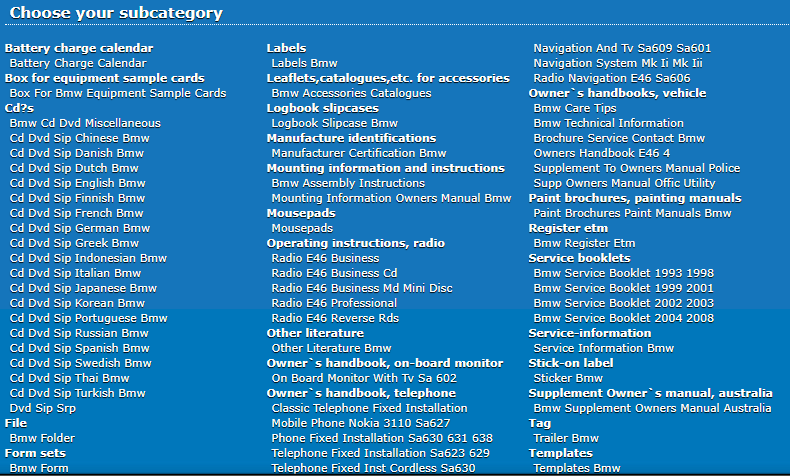 Choose your subcategory
Battery charge calendar
Battery Charge Calendar
Box for equipment sample cards
Box For Bmw Equipment Sample Cards
Cd?s
Bmw Cd Dvd Miscellaneous
Cd Dvd Sip Chinese Bmw
Cd Dvd Sip Danish Bmw
Cd Dvd Sip Dutch Bmw
Cd Dvd Sip English Bmw
Cd Dvd Sip Finnish Bmw
Cd Dvd Sip French Bmw
Cd Dvd Sip German Bmw
Cd Dvd Sip Greek Bmw
Cd Dvd Sip Indonesian Bmw
Cd Dvd Sip Italian Bmw
Cd Dvd Sip Japanese Bmw
Cd Dvd Sip Korean Bmw
Cd Dvd Sip Portuguese Bmw
Cd Dvd Sip Russian Bmw
Cd Dvd Sip Spanish Bmw
Cd Dvd Sip Swedish Bmw
Cd Dvd Sip Thai Bmw
Cd Dvd Sip Turkish Bmw
Dvd Sip Srp
File
Bmw Folder
Form sets
Bmw Form
Labels
Labels Bmw
Leaflets,catalogues,etc. for accessories
Bmw Accessories Catalogues
Logbook slipcases
Logbook Slipcase Bmw
Manufacture identifications
Manufacturer Certification Bmw
Mounting information and instructions
Bmw Assembly Instructions
Mounting Information Owners Manual Bmw
Mousepads
Mousepads
Operating instructions, radio
Radio E46 Business
Radio E46 Business Cd
Radio E46 Business Md Mini Disc
Radio E46 Professional
Radio E46 Reverse Rds
Other literature
Other Literature Bmw
Owner`s handbook, on-board monitor
On Board Monitor With Tv Sa 602
Owner`s handbook, telephone
Classic Telephone Fixed Installation
Mobile Phone Nokia 3110 Sa627
Phone Fixed Installation Sa630 631 638
Telephone Fixed Installation Sa623 629
Telephone Fixed Inst Cordless Sa630
Navigation And Tv Sa609 Sa601
Navigation System Mk Ii Mk Iii
Radio Navigation E46 Sa606
Owner`s handbooks, vehicle
Bmw Care Tips
Bmw Technical Information
Brochure Service Contact Bmw
Owners Handbook E46 4
Supplement To Owners Manual Police
Supp Owners Manual Offic Utility
Paint brochures, painting manuals
Paint Brochures Paint Manuals Bmw
Register etm
Bmw Register Etm
Service booklets
Bmw Service Booklet 1993 1998
Bmw Service Booklet 1999 2001
Bmw Service Booklet 2002 2003
Bmw Service Booklet 2004 2008
Service-information
Service Information Bmw
Stick-on label
Sticker Bmw
Supplement Owner`s manual, australia
Bmw Supplement Owners Manual Australia
Tag
Trailer Bmw
Templates
Templates Bmw